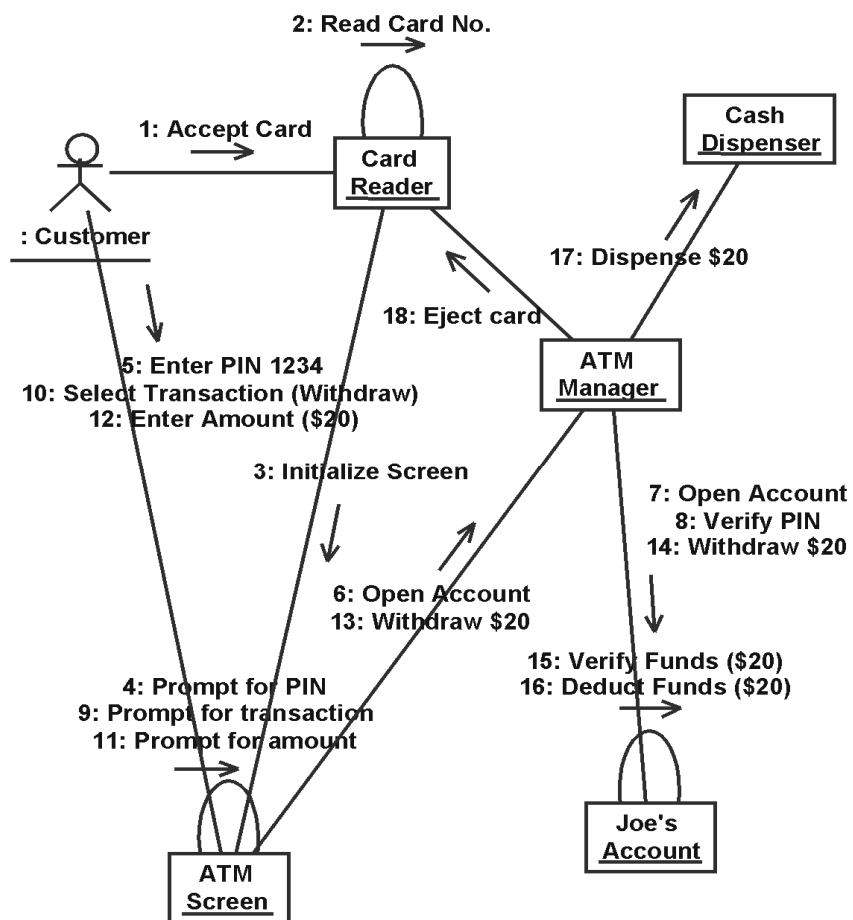 2: Read Card No.
1: Accept Card
Card
Reader
Cash
Dispenser
: Customer
17: Dispense $20
18: Eject card
ATM
Manager
5: Enter PIN 1234
10: Select Transaction (Withdraw)
12: Enter Amount ($20)
3: Initialize Screen
7: Open Account
8: Verify PIN
14: Withdraw $20
6: Open Account
13: Withdraw $20
15: Verify Funds ($20)
16: Deduct Funds ($20)
4: Prompt for PIN
9: Prompt for transaction
11: Prompt for amount
Joe's
Account
ATM
Screen